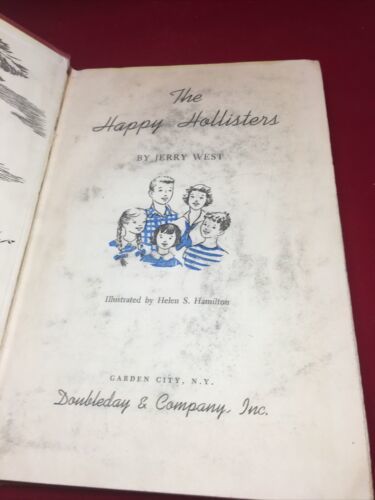 The
Happy Hollisters
BY JERRY WEST
Illustrated by Helen S. Hamilton
GARDEN CITY, N.Y.
Doubleday & Company, Inc.